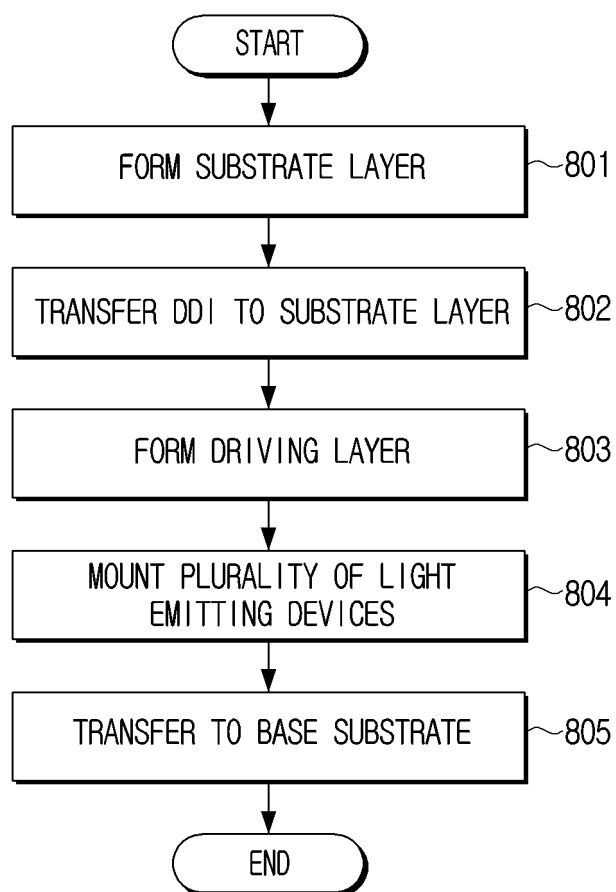 START
FORM SUBSTRATE LAYER
801
TRANSFER DDI TO SUBSTRATE LAYER
802
FORM DRIVING LAYER
803
MOUNT PLURALITY OF LIGHT
EMITTING DEVICES
804
TRANSFER TO BASE SUBSTRATE
805
END